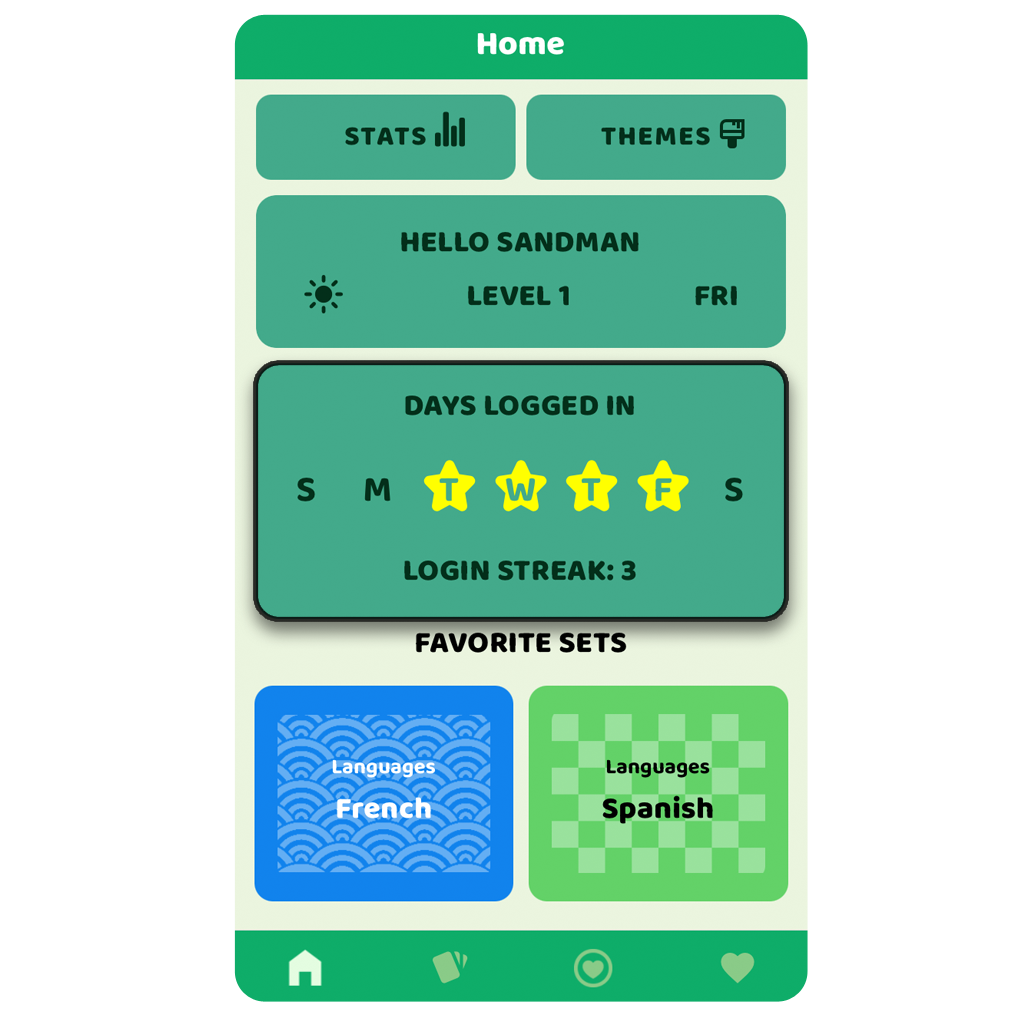 Home
STATS THEMES
HELLO SANDMAN
LEVEL 1 FRI
DAYS LOGGED IN
S M T W T F S
LOGIN STREAK: 3
FAVORITE SETS
Languages Languages
French Spanish